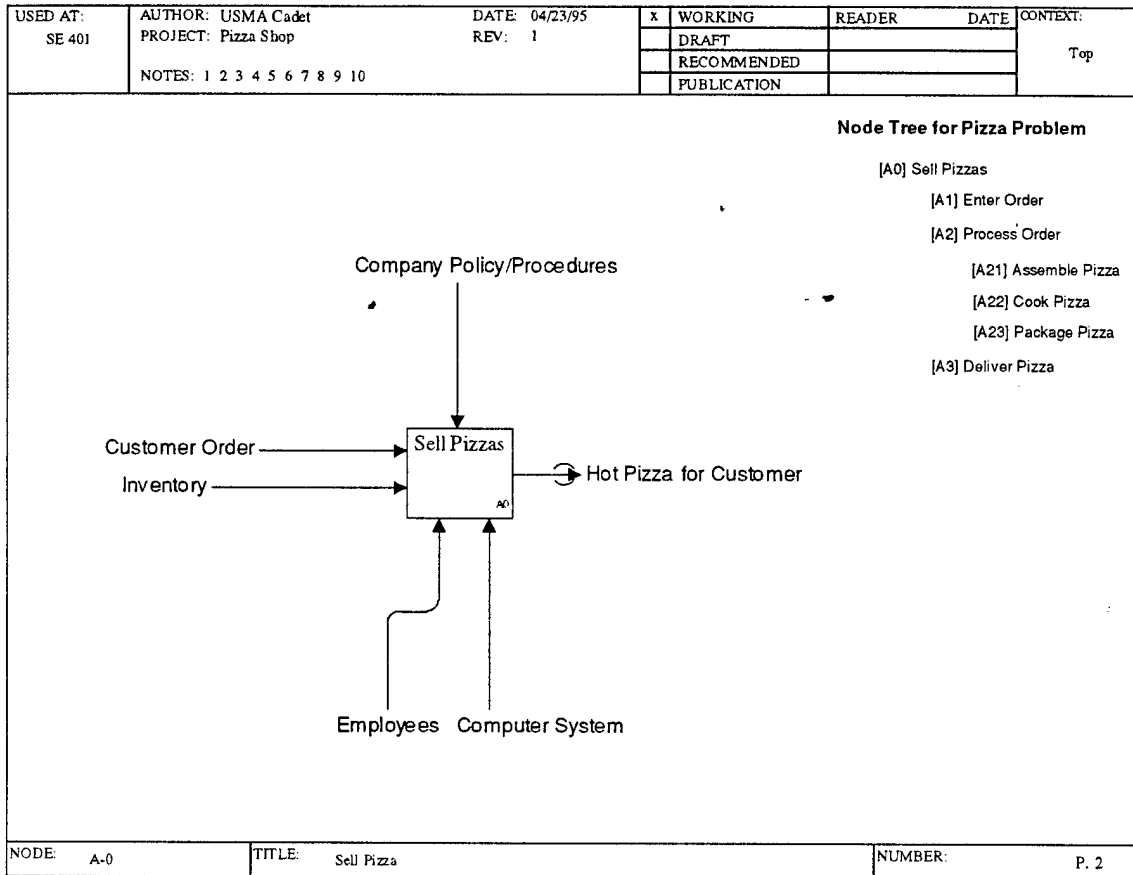 USED AT:
SE 401
AUTHOR: USMA Cadet
DATE: 04/23/95
PROJECT: Pizza Shop
REV: 1
NOTES: 1 2 3 4 5 6 7 8 9 10
X WORKING
DRAFT
RECOMMENDED
PUBLICATION
READER DATE
CONTEXT:
Top
Node Tree for Pizza Problem
[A0] Sell Pizzas
[A1] Enter Order
[A2] Process Order
[A21] Assemble Pizza
[A22] Cook Pizza
[A23] Package Pizza
[A3] Deliver Pizza
Company Policy/Procedures
Customer Order
Inventory
Sell Pizzas
A0
Hot Pizza for Customer
Employees
Computer System
NODE: A-0
TITLE: Sell Pizza
NUMBER: P. 2